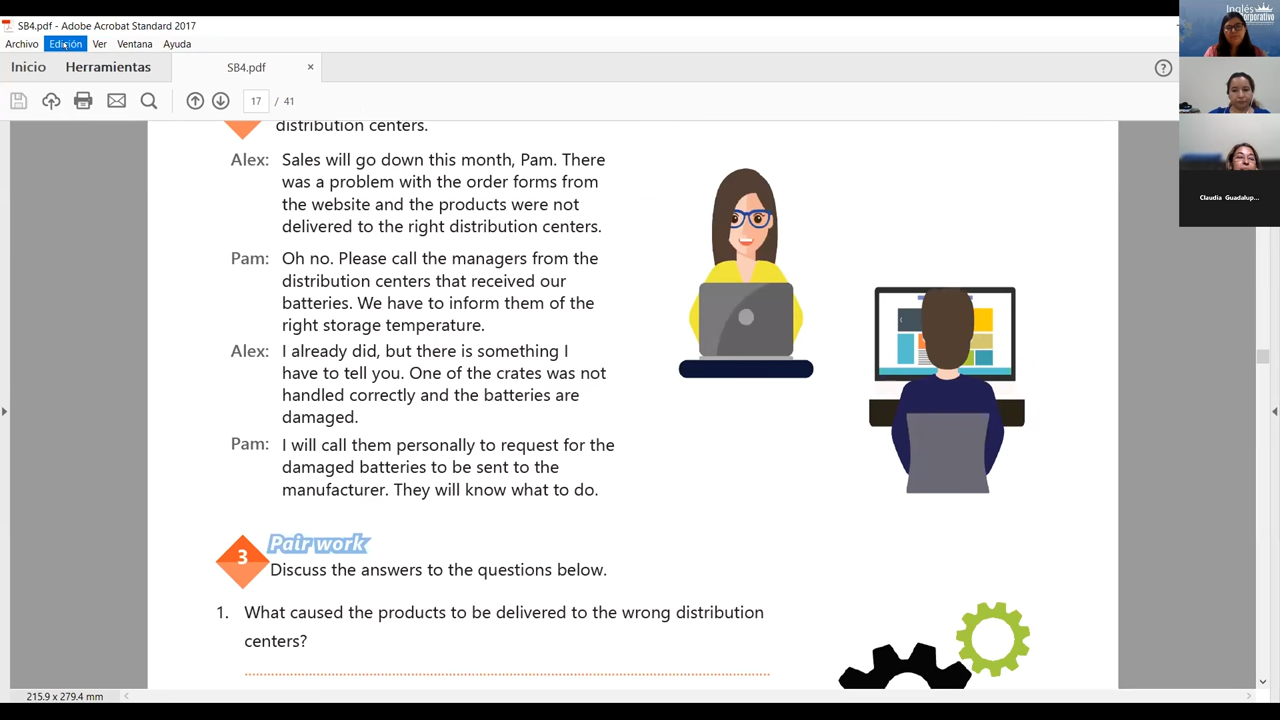 SB4.pdf - Adobe Acrobat Standard 2017
Archivo Edición Ver Ventana Ayuda
Inicio Herramientas SB4.pdf ×
17 / 41
distribution centers.
Alex: Sales will go down this month, Pam. There
was a problem with the order forms from
the website and the products were not
delivered to the right distribution centers.
Pam: Oh no. Please call the managers from the
distribution centers that received our
batteries. We have to inform them of the
right storage temperature.
Alex: I already did, but there is something I
have to tell you. One of the crates was not
handled correctly and the batteries are
damaged.
Pam: I will call them personally to request for the
damaged batteries to be sent to the
manufacturer. They will know what to do.
3 Pair work
Discuss the answers to the questions below.
1. What caused the products to be delivered to the wrong distribution
centers?
215.9 x 279.4 mm
Inglés
Corporativo
Claudia Guadalup...